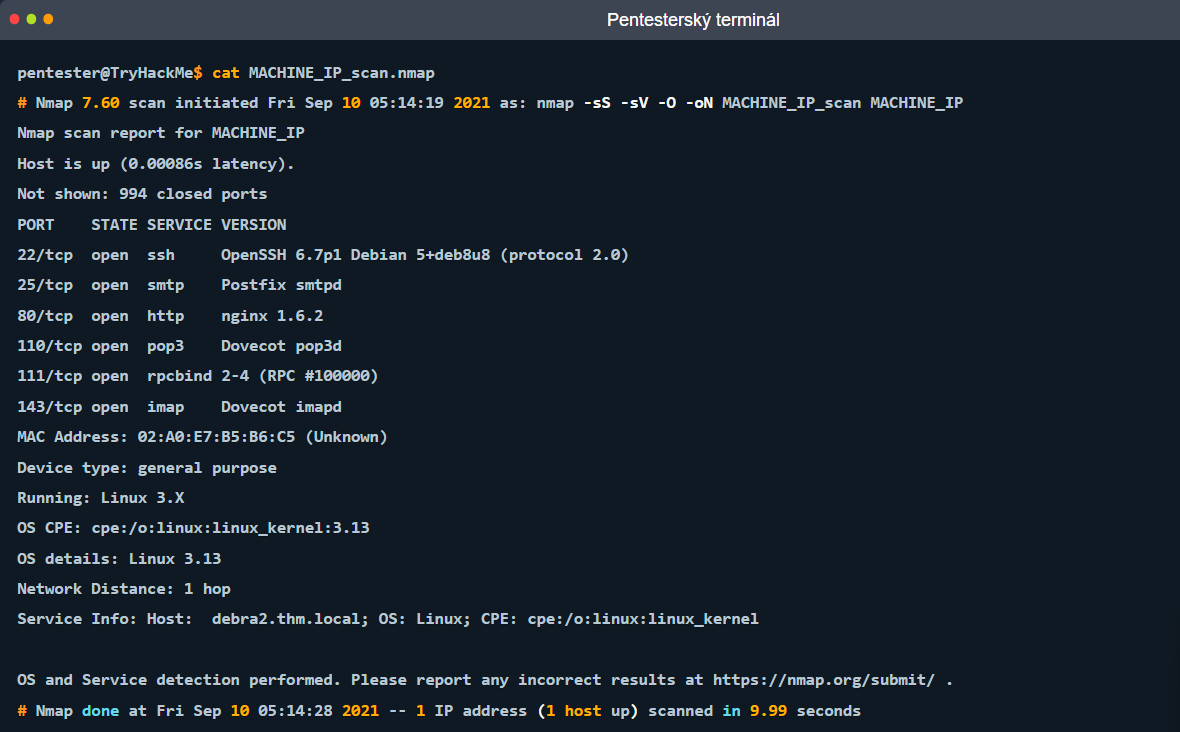 Pentesterský terminál
pentester@TryHackMe$ cat MACHINE_IP_scan.nmap
# Nmap 7.60 scan initiated Fri Sep 10 05:14:19 2021 as: nmap -sS -sV -O -oN MACHINE_IP_scan MACHINE_IP
Nmap scan report for MACHINE_IP
Host is up (0.00086s latency).
Not shown: 994 closed ports
PORT    STATE SERVICE VERSION
22/tcp  open  ssh     OpenSSH 6.7p1 Debian 5+deb8u8 (protocol 2.0)
25/tcp  open  smtp    Postfix smtpd
80/tcp  open  http    nginx 1.6.2
110/tcp open  pop3    Dovecot pop3d
111/tcp open  rpcbind 2-4 (RPC #100000)
143/tcp open  imap    Dovecot imapd
MAC Address: 02:A0:E7:B5:B6:C5 (Unknown)
Device type: general purpose
Running: Linux 3.X
OS CPE: cpe:/o:linux:linux_kernel:3.13
OS details: Linux 3.13
Network Distance: 1 hop
Service Info: Host:  debra2.thm.local; OS: Linux; CPE: cpe:/o:linux:linux_kernel
OS and Service detection performed. Please report any incorrect results at https://nmap.org/submit/ .
# Nmap done at Fri Sep 10 05:14:28 2021 -- 1 IP address (1 host up) scanned in 9.99 seconds